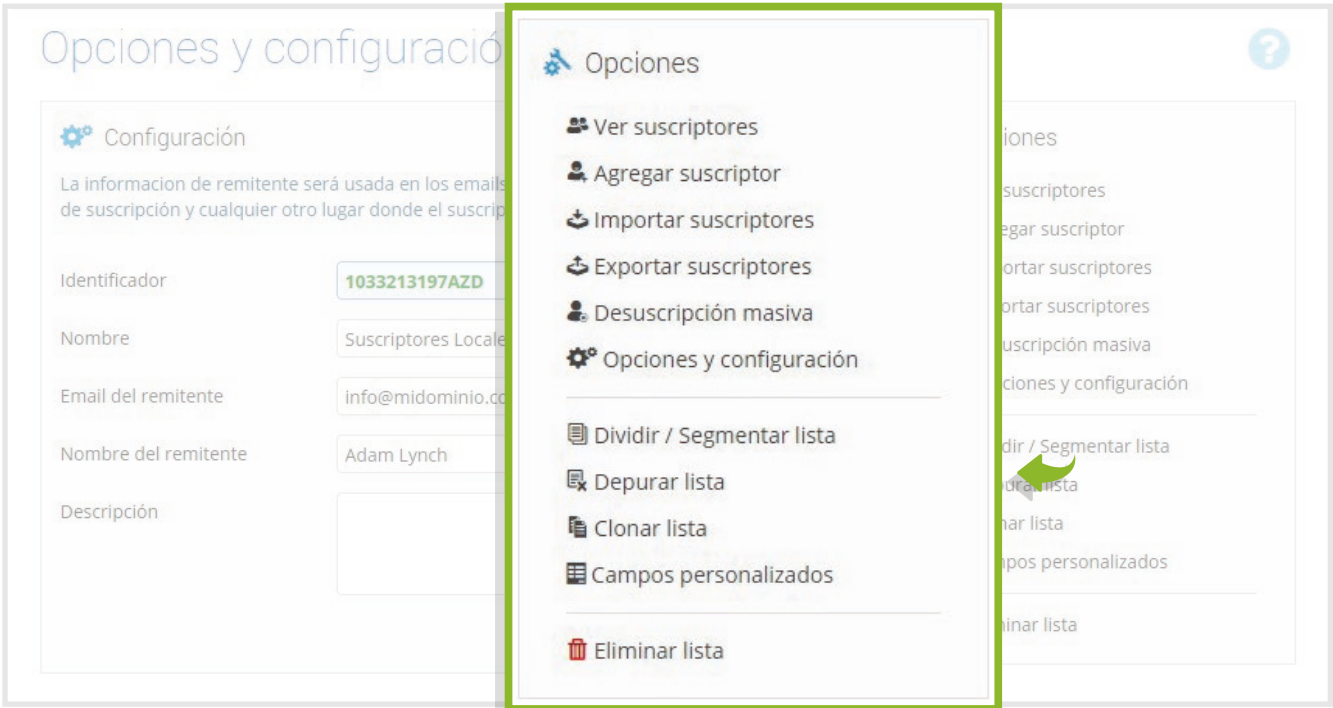 Opciones y configuració
Configuración
La informacion de remitente será usada en los emails
de suscripción y cualquier otro lugar donde el suscrip
Identificador
1033213197AZD
Nombre
Suscriptores Locale
Email del remitente
info@midominio.co
Nombre del remitente
Adam Lynch
Descripción
Opciones
Ver suscriptores
Agregar suscriptor
Importar suscriptores
Exportar suscriptores
Desuscripción masiva
Opciones y configuración
Dividir / Segmentar lista
Depurar lista
Clonar lista
Campos personalizados
Eliminar lista
?
iones
suscriptores
egar suscriptor
ortar suscriptores
ortar suscriptores
uscripción masiva
ciones y configuración
dir / Segmentar lista
urar lista
nar lista
pos personalizados
inar lista